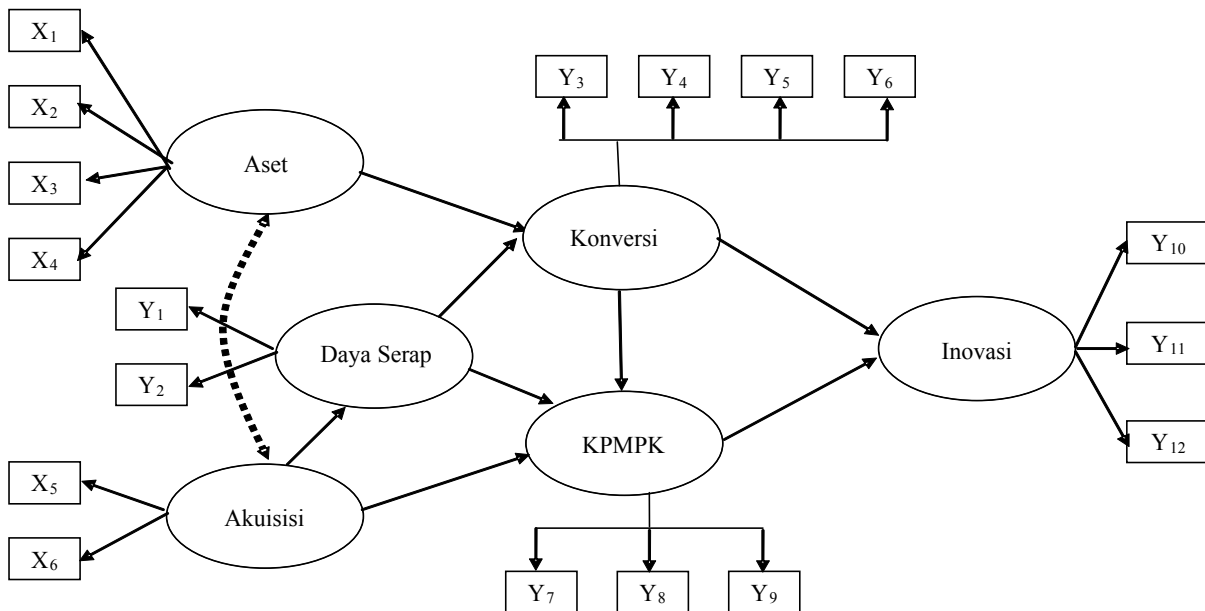 X1
X2
X3
X4
Aset
Y3
Y4
Y5
Y6
Konversi
Y1
Y2
Daya Serap
Inovasi
Y10
Y11
Y12
KPMPK
X5
X6
Akuisisi
Y7
Y8
Y9